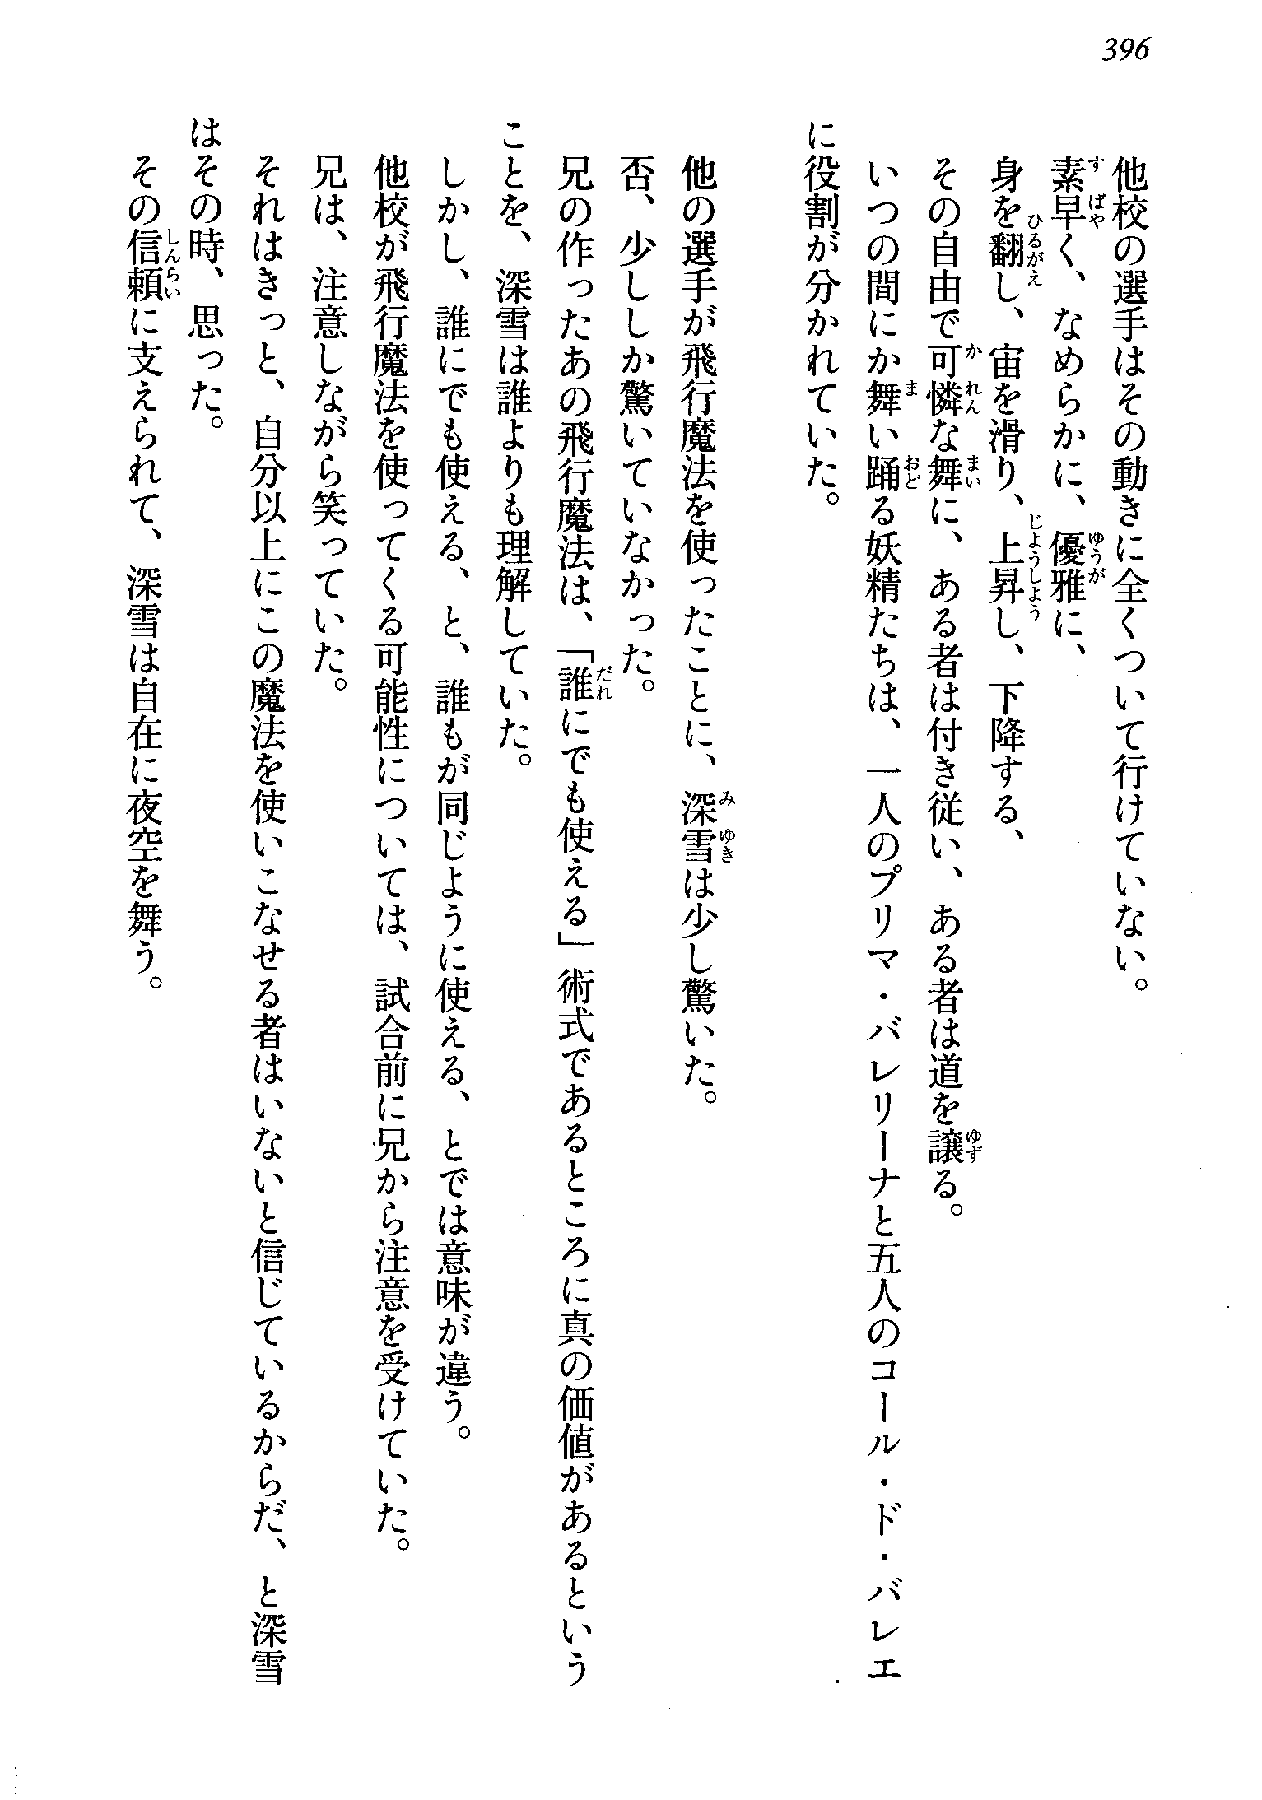 396
他校の選手はその動きに全くついて行けていない。
素早く、なめらかに、優雅に、
身を翻し、宙を滑り、上昇し、下降する、
その自由で可憐な舞に、ある者は付き従い、ある者は道を譲る。
いつの間にか舞い踊る妖精たちは、一人のプリマ・バレリーナと五人のコール・ド・バレエ
に役割が分かれていた。
他の選手が飛行魔法を使ったことに、深雪は少し驚いた。
否、少ししか驚いていなかった。
兄の作ったあの飛行魔法は、「誰にでも使える」術式であるところに真の価値があるという
ことを、深雪は誰よりも理解していた。
しかし、誰にでも使える、と、誰もが同じように使える、とでは意味が違う。
他校が飛行魔法を使ってくる可能性については、試合前に兄から注意を受けていた。
兄は、注意しながら笑っていた。
それはきっと、自分以上にこの魔法を使いこなせる者はいないと信じているからだ、と深雪
はその時、思った。
その信頼に支えられて、深雪は自在に夜空を舞う。